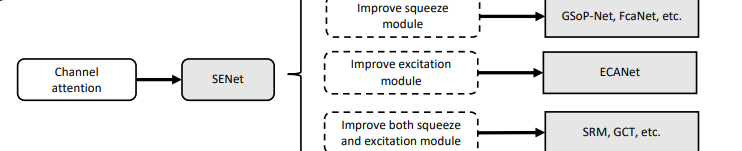 Improve squeeze
module
GSoP-Net, FcaNet, etc.
Channel
attention
SENet
Improve excitation
module
ECANet
Improve both squeeze
and excitation module
SRM, GCT, etc.